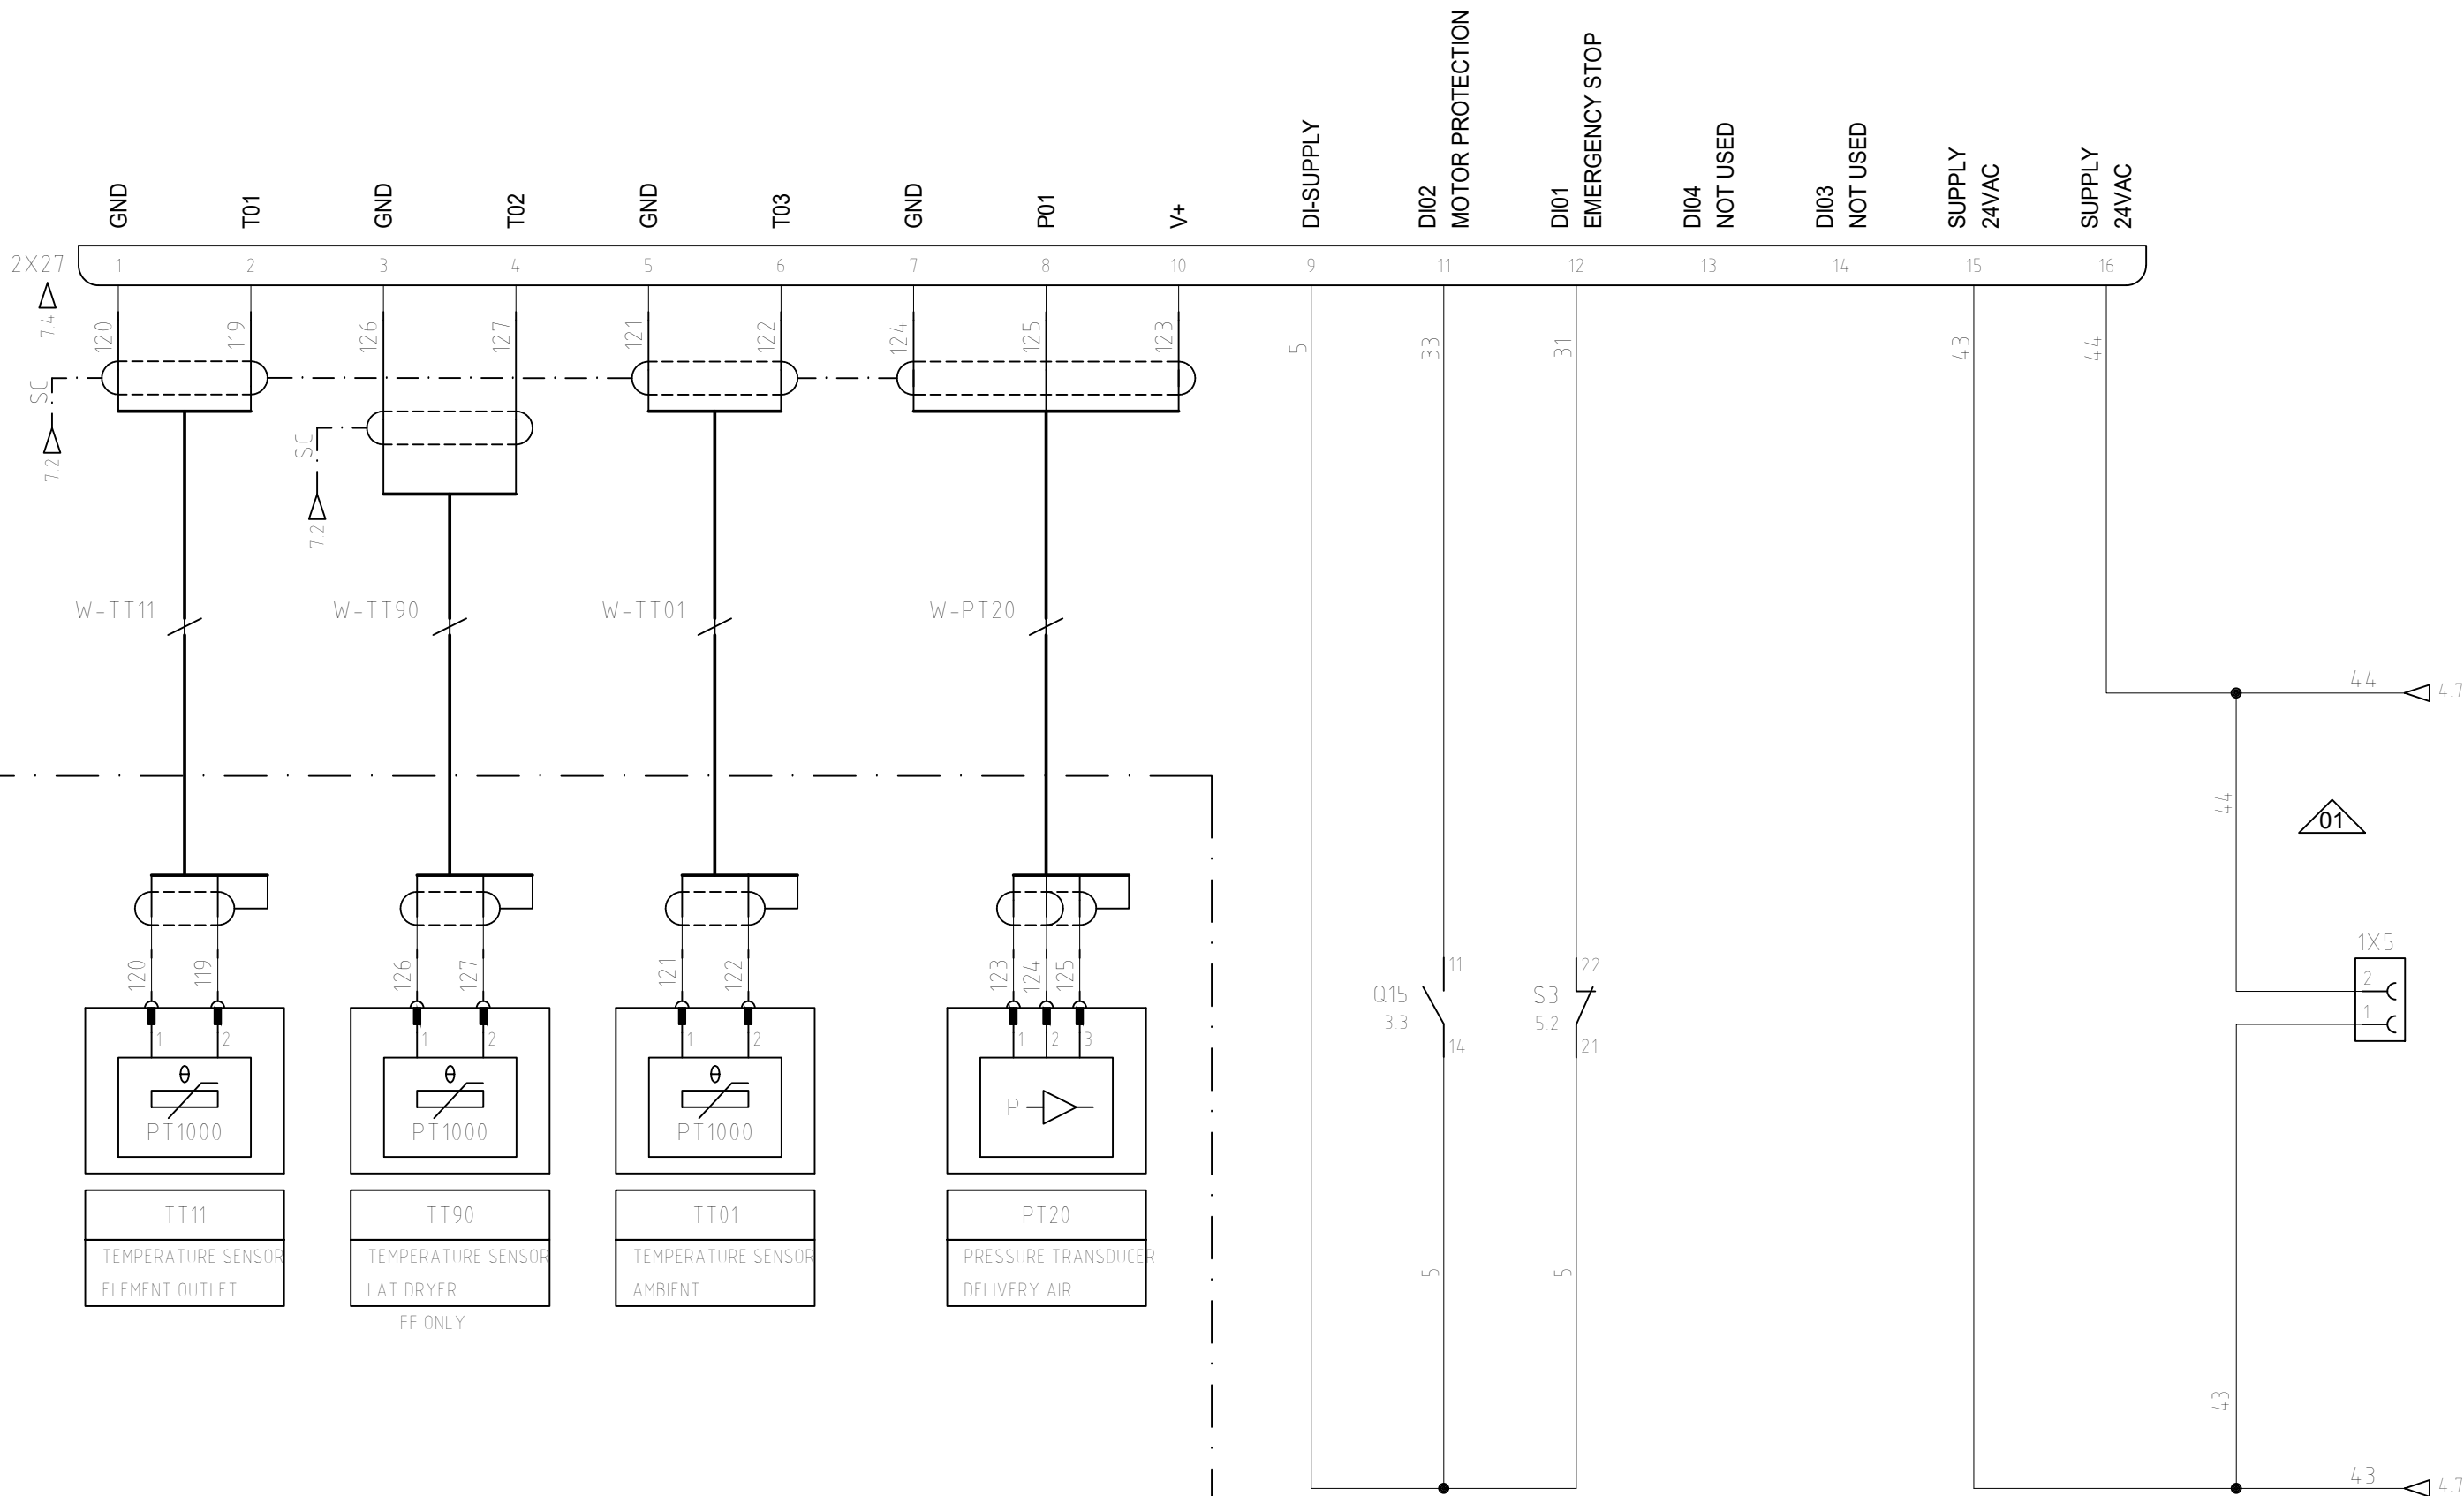 GND
T01
GND
T02
GND
T03
GND
P01
V+
DI-SUPPLY
DI02
MOTOR PROTECTION
DI01
EMERGENCY STOP
DI04
NOT USED
DI03
NOT USED
SUPPLY
24VAC
SUPPLY
24VAC
2X27
1 2 3 4 5 6 7 8 10 9 11 12 13 14 15 16
7.4
120 119 126 127 121 122 124 125 123 5 33 31 43 44
SC
7.2
SC
7.2
W-TT11 W-TT90 W-TT01 W-PT20
44 4.7
44
01
1X5
2
1
120 119 126 127 121 122 123 124 125
11
Q15
3.3
14
22
S3
5.2
21
1 2 1 2 1 2 1 2 3
θ θ θ
P
PT1000 PT1000 PT1000
TT11
TEMPERATURE SENSOR
ELEMENT OUTLET
TT90
TEMPERATURE SENSOR
LAT DRYER
FF ONLY
TT01
TEMPERATURE SENSOR
AMBIENT
PT20
PRESSURE TRANSDUCER
DELIVERY AIR
5 5
43
43 4.7